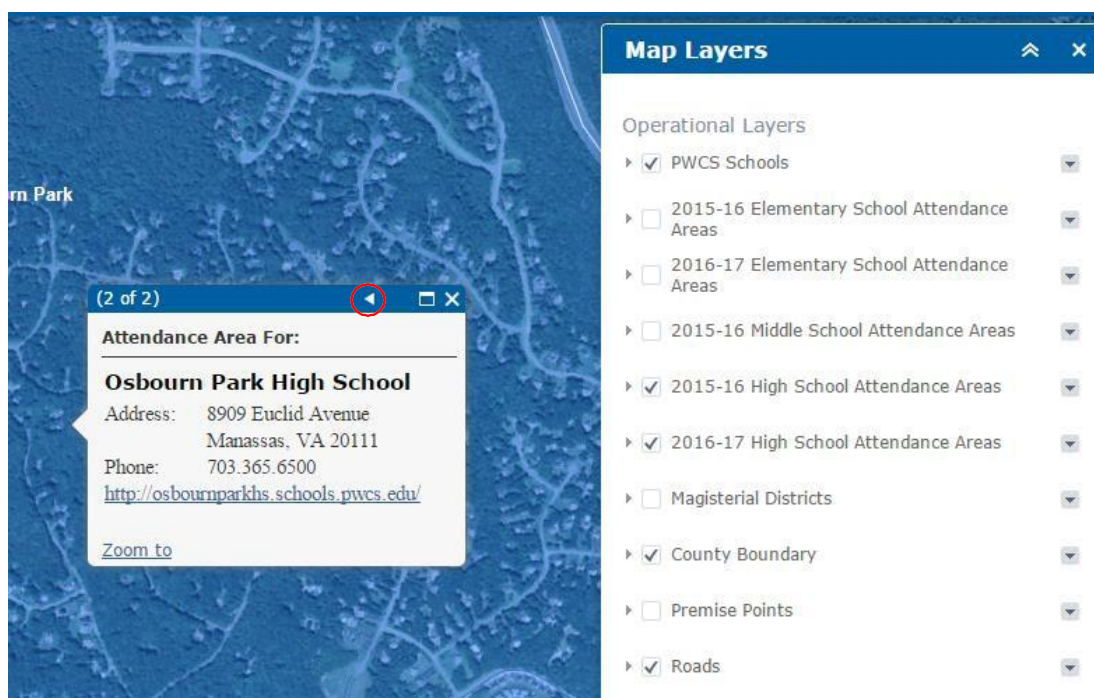 rn Park
(2 of 2)
Attendance Area For:
Osbourn Park High School
Address: 8909 Euclid Avenue
Manassas, VA 20111
Phone: 703.365.6500
http://osbournparkhs.schools.pwcs.edu/
Zoom to
Map Layers
Operational Layers
PWCS Schools
2015-16 Elementary School Attendance
Areas
2016-17 Elementary School Attendance
Areas
2015-16 Middle School Attendance Areas
2015-16 High School Attendance Areas
2016-17 High School Attendance Areas
Magisterial Districts
County Boundary
Premise Points
Roads